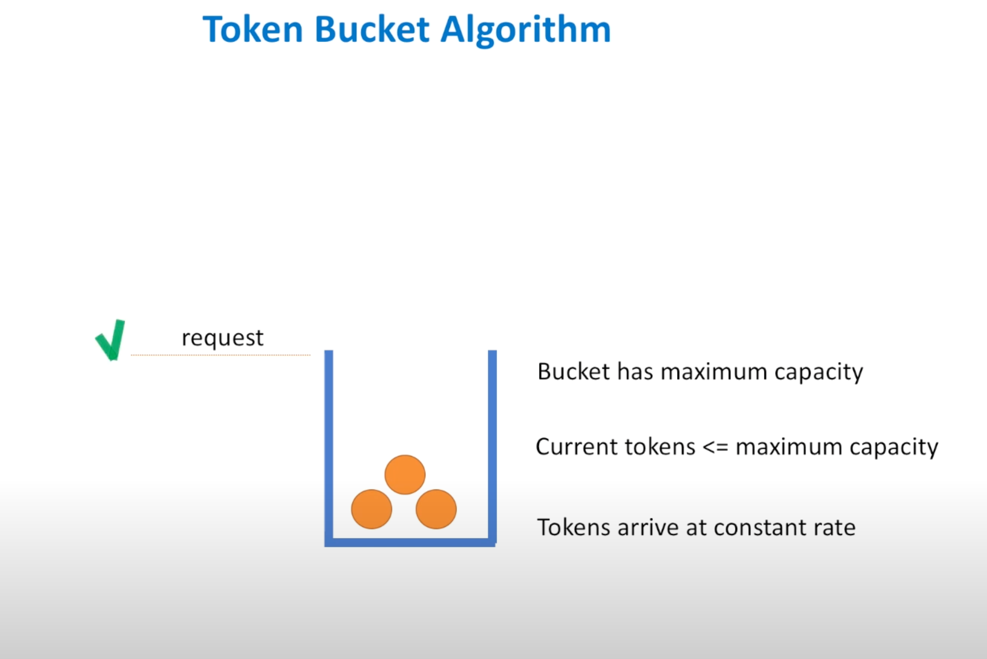 Token Bucket Algorithm
request
Bucket has maximum capacity
Current tokens <= maximum capacity
Tokens arrive at constant rate